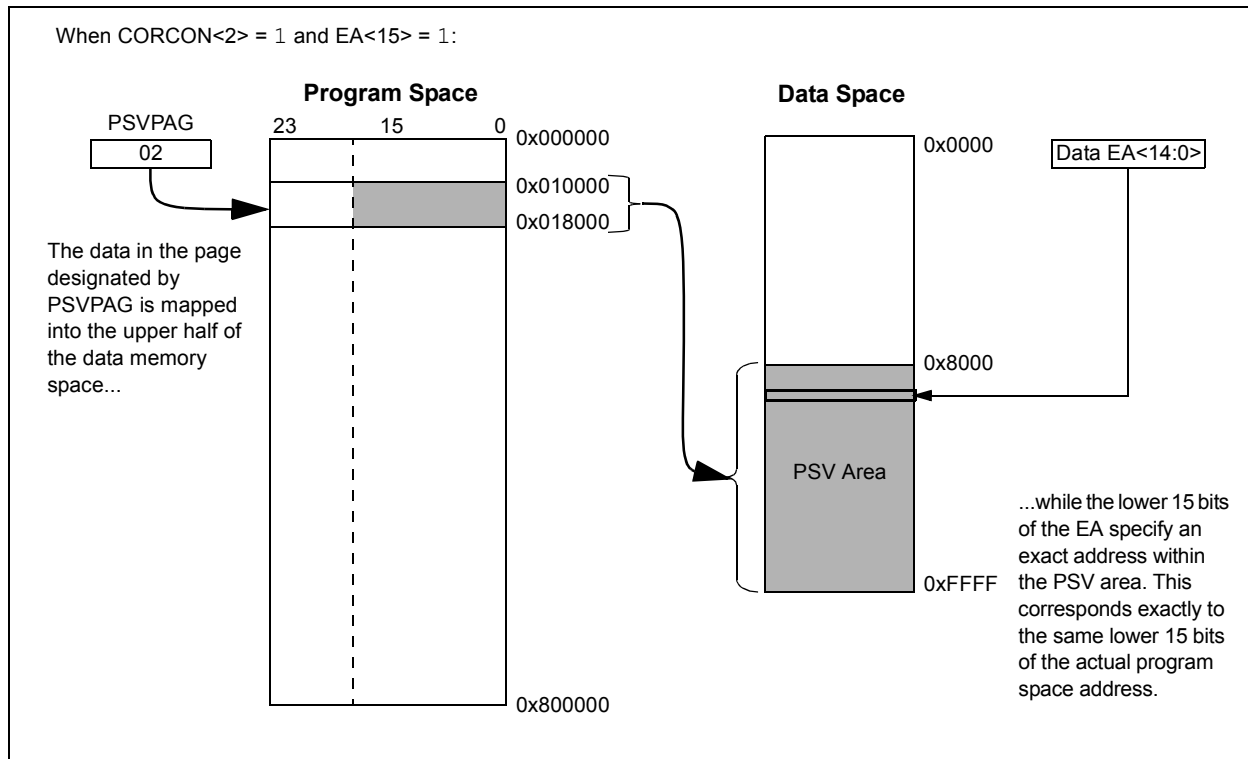 When CORCON<2> = 1 and EA<15> = 1:
Program Space
Data Space
PSVPAG
02
23 15 0
0x000000
0x010000
0x018000
0x800000
The data in the page
designated by
PSVPAG is mapped
into the upper half of
the data memory
space...
0x0000
0x8000
0xFFFF
PSV Area
Data EA<14:0>
...while the lower 15 bits
of the EA specify an
exact address within
the PSV area. This
corresponds exactly to
the same lower 15 bits
of the actual program
space address.